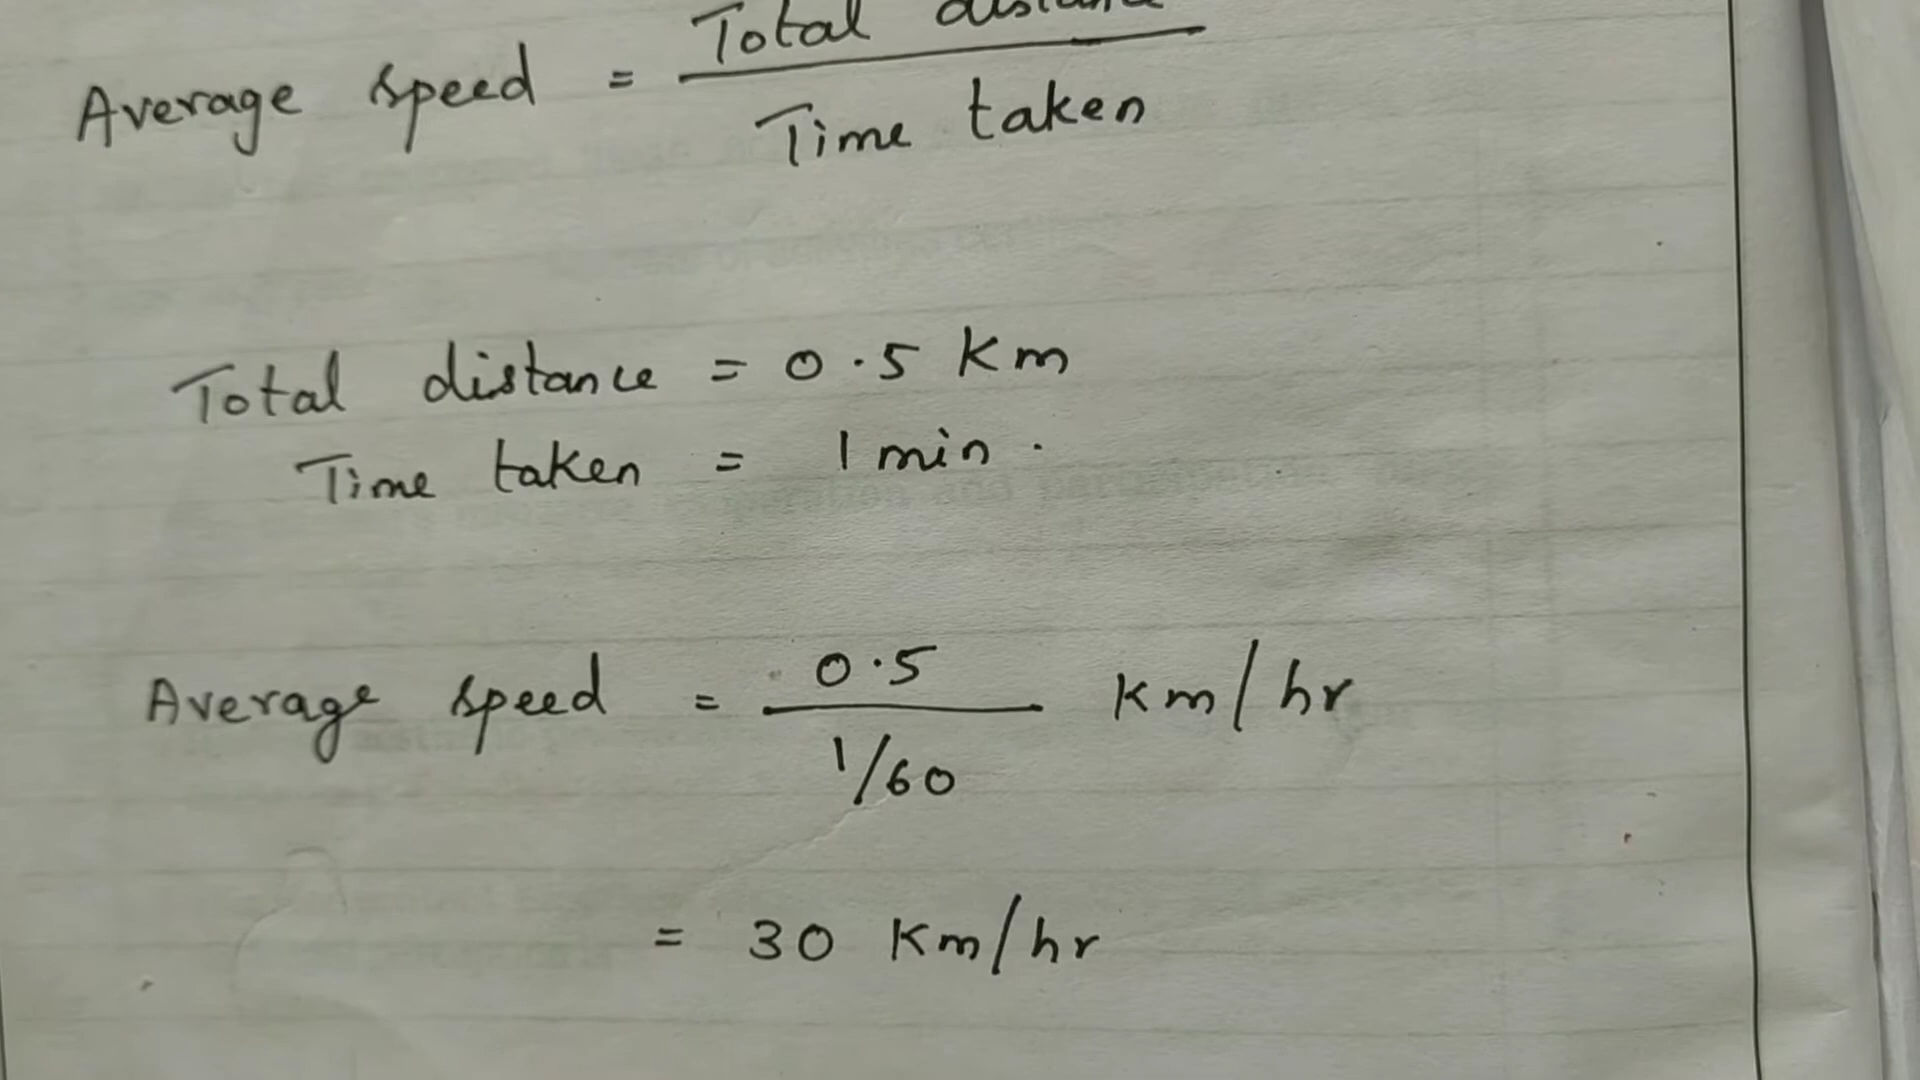 Average speed = Total distance
Time taken
Total distance = 0.5 Km
Time taken = 1 min.
Average speed = 0.5 Km/hr
1/60
= 30 Km/hr